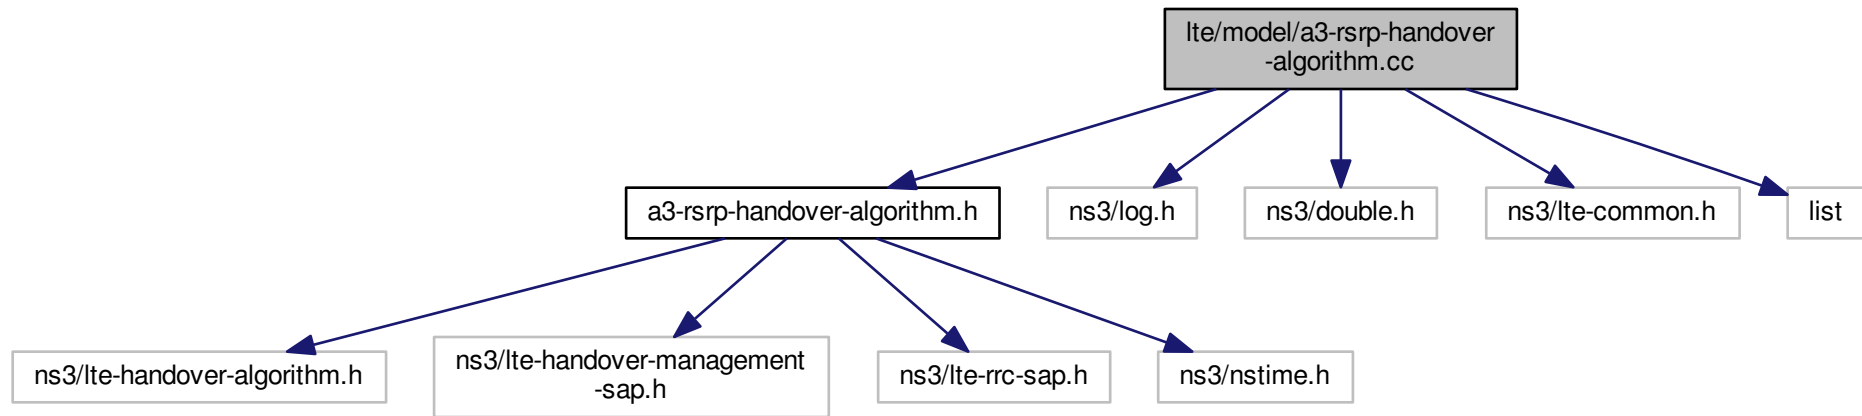 lte/model/a3-rsrp-handover
-algorithm.cc
a3-rsrp-handover-algorithm.h
ns3/log.h
ns3/double.h
ns3/lte-common.h
list
ns3/lte-handover-algorithm.h
ns3/lte-handover-management
-sap.h
ns3/lte-rrc-sap.h
ns3/nstime.h